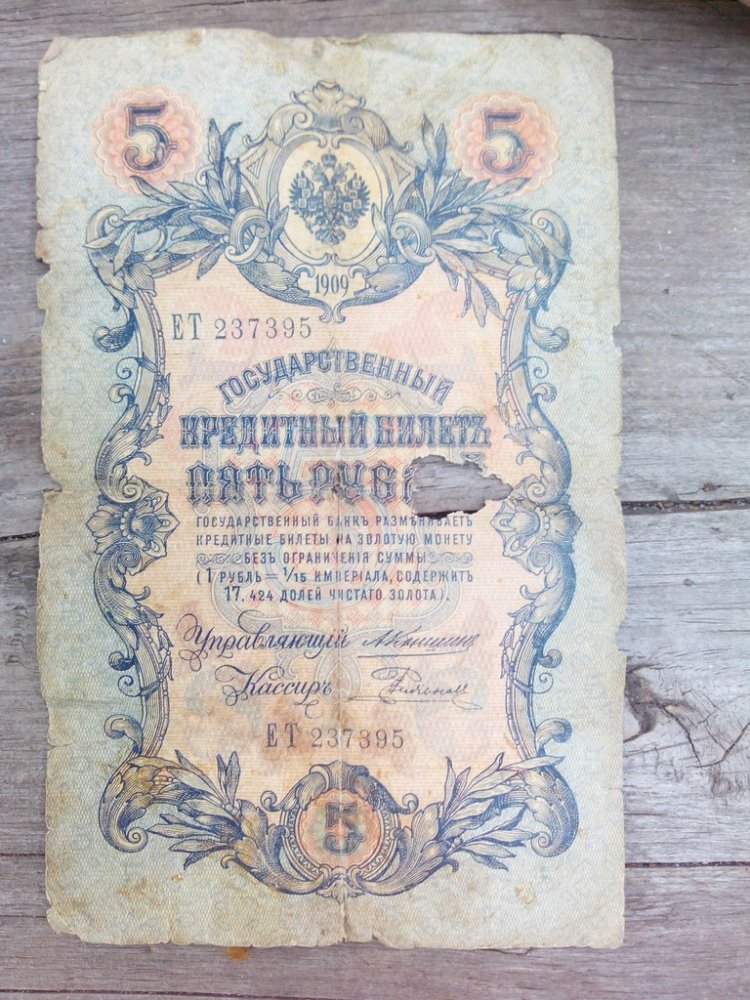 5 5
1909
ЕТ 237395
ГОСУДАРСТВЕННЫЙ
КРЕДИТНЫЙ БИЛЕТЪ
ПЯТЬ
ГОСУДАРСТВЕННЫЙ БАНКЪ РАЗМѢНИВАЕТЪ
КРЕДИТНЫЕ БИЛЕТЫ НА ЗОЛОТУЮ МОНЕТУ
БЕЗЪ ОГРАНИЧЕНІЯ СУММЫ
(1 РУБЛЬ = 1/15 ИМПЕРІАЛА, СОДЕРЖИТЪ
17.424 ДОЛЕЙ ЧИСТАГО ЗОЛОТА).
Управляющій
Кассиръ
ЕТ 237395
5